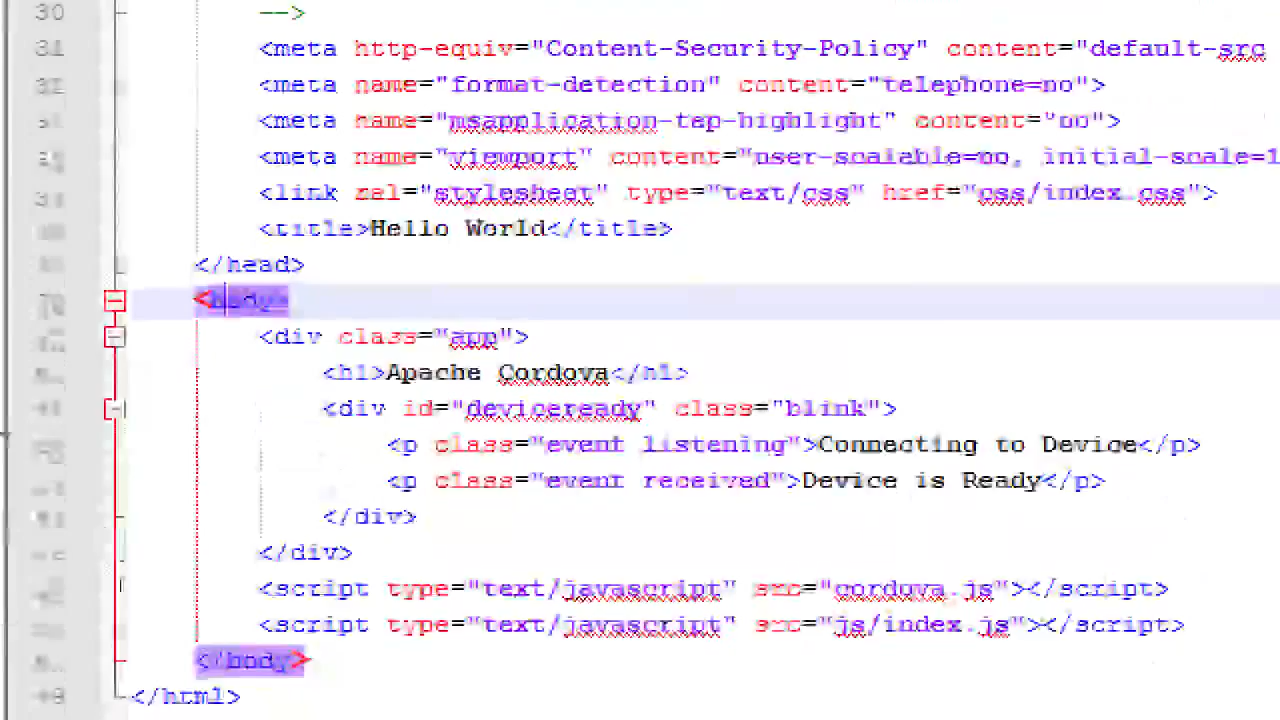 30 -->
31 <meta http-equiv="Content-Security-Policy" content="default-src
<meta name="format-detection" content="telephone=no">
<meta name="msapplication-tap-highlight" content="no">
<meta name="viewport" content="user-scalable=no, initial-scale=1
<link rel="stylesheet" type="text/css" href="css/index.css">
<title>Hello World</title>
</head>
<body>
<div class="app">
<h1>Apache Cordova</h1>
<div id="deviceready" class="blink">
<p class="event listening">Connecting to Device</p>
<p class="event received">Device is Ready</p>
</div>
</div>
<script type="text/javascript" src="cordova.js"></script>
<script type="text/javascript" src="js/index.js"></script>
</body>
</html>